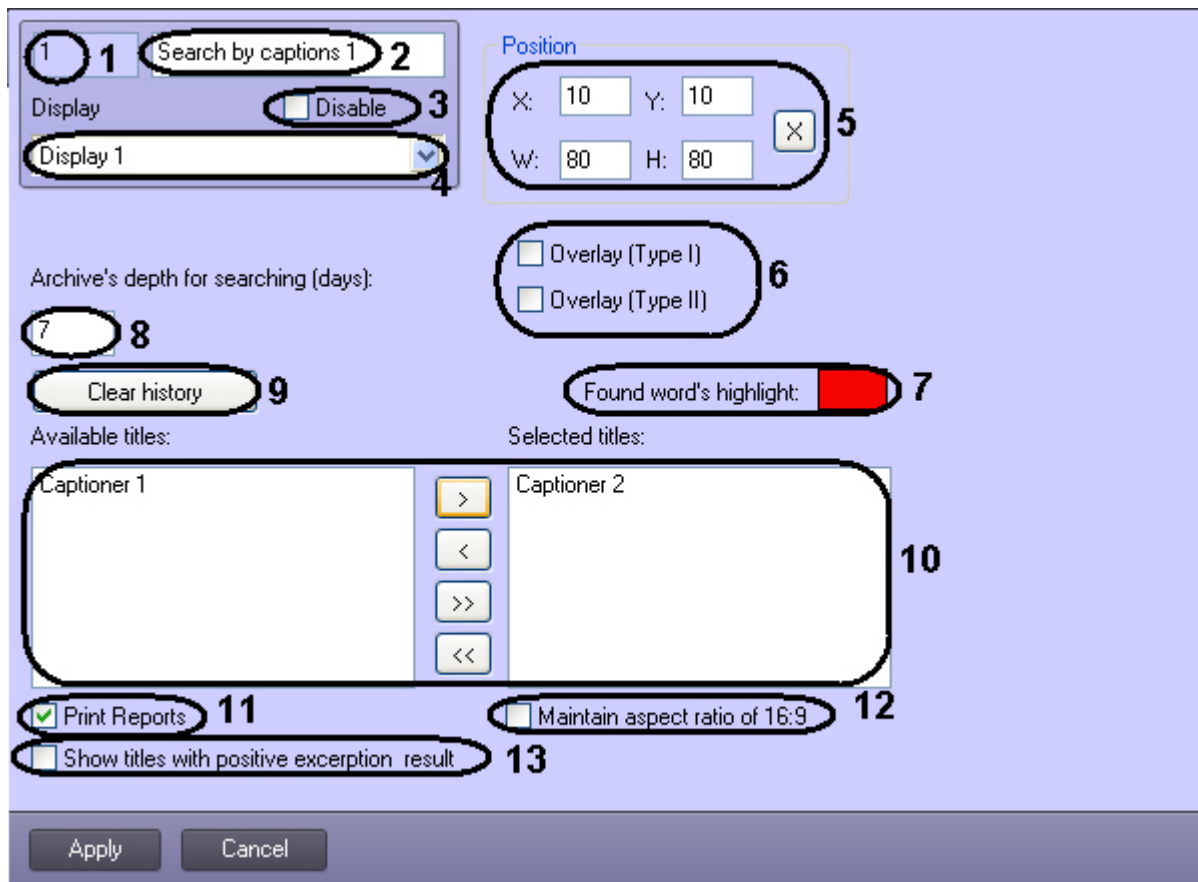 1 1 Search by captions 1 2
Display Disable 3
Display 1 4
Position
X: 10 Y: 10
W: 80 H: 80 X 5
Overlay (Type I)
Overlay (Type II) 6
Archive's depth for searching (days):
7 8
Clear history 9
Found word's highlight: 7
Available titles: Selected titles:
Captioner 1 > Captioner 2
<
>>
<<
10
Print Reports 11 Maintain aspect ratio of 16:9 12
Show titles with positive excerption result 13
Apply Cancel